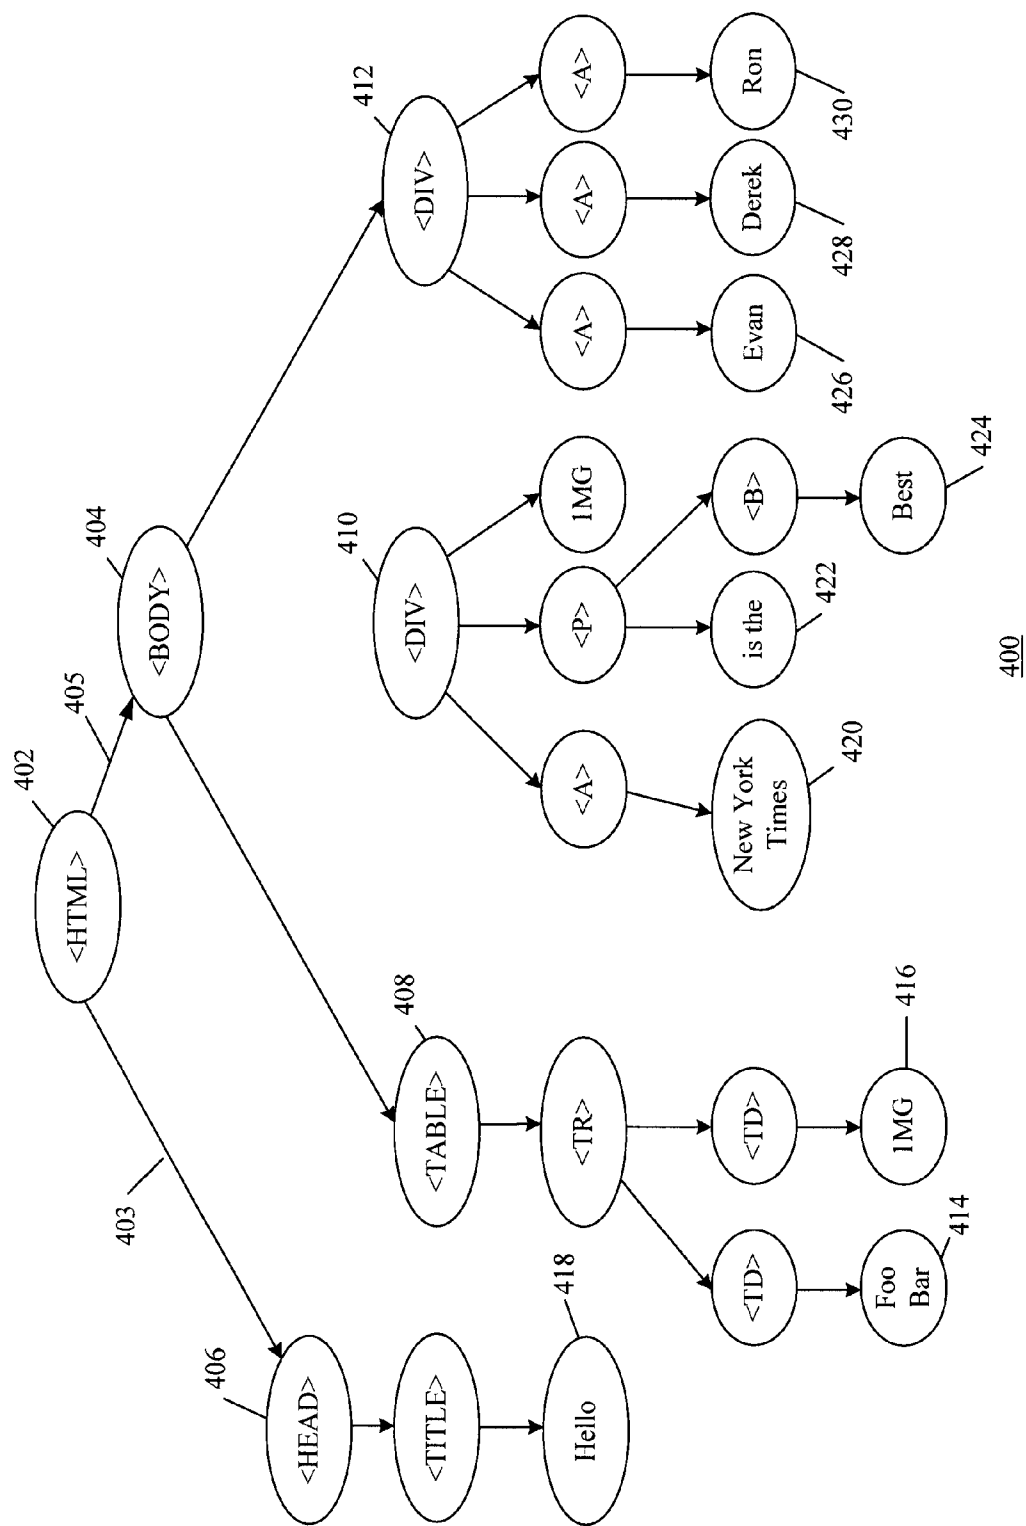 402
<HTML>
403
405
404
<BODY>
406
<HEAD>
<TITLE>
418
Hello
408
<TABLE>
<TR>
<TD>
<TD>
Foo
Bar
414
1MG
416
410
<DIV>
<A>
<P>
1MG
New York
Times
420
is the
422
<B>
Best
424
412
<DIV>
<A>
<A>
<A>
Evan
426
Derek
428
Ron
430
400